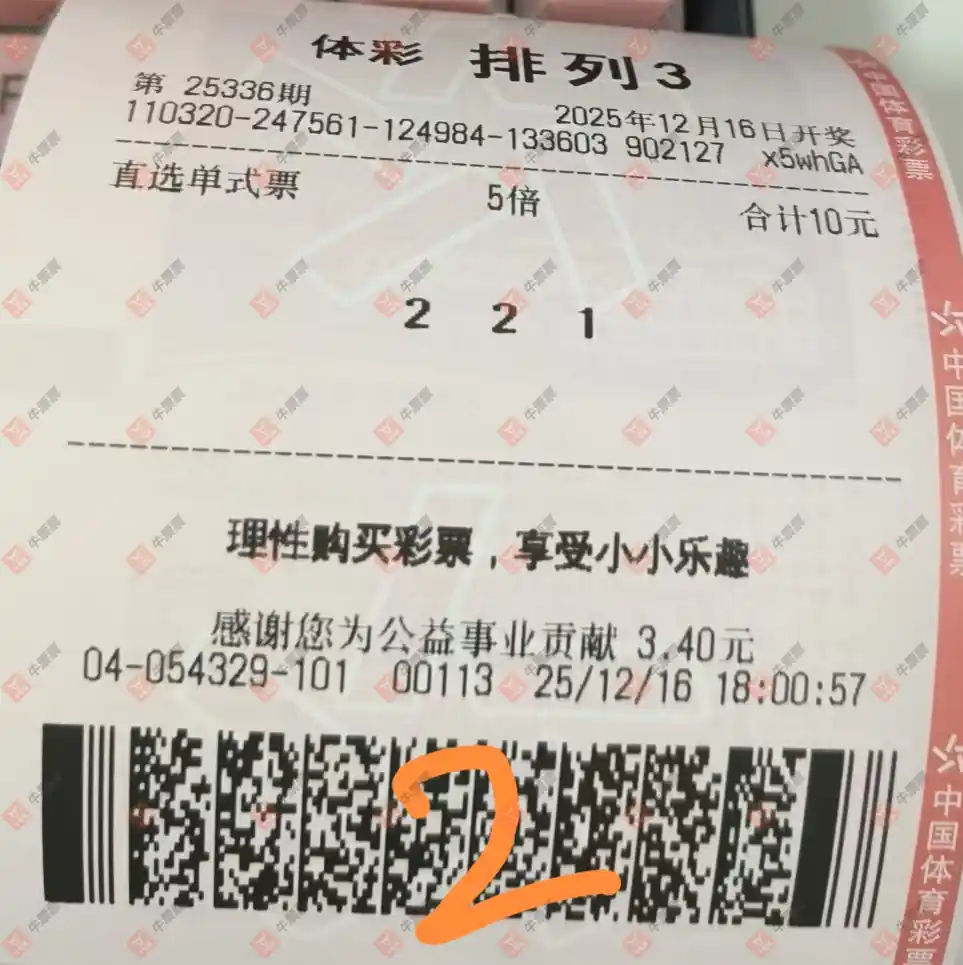 体彩 排列3
第 25336期 2025年12月16日开奖
110320-247561-124984-133603 902127 x5whGA
直选单式票 5倍 合计10元
2 2 1
理性购买彩票，享受小小乐趣
感谢您为公益事业贡献 3.40元
04-054329-101 00113 25/12/16 18:00:57
2
中国体育彩票
中国体育彩票
中国体育彩票
牛票票